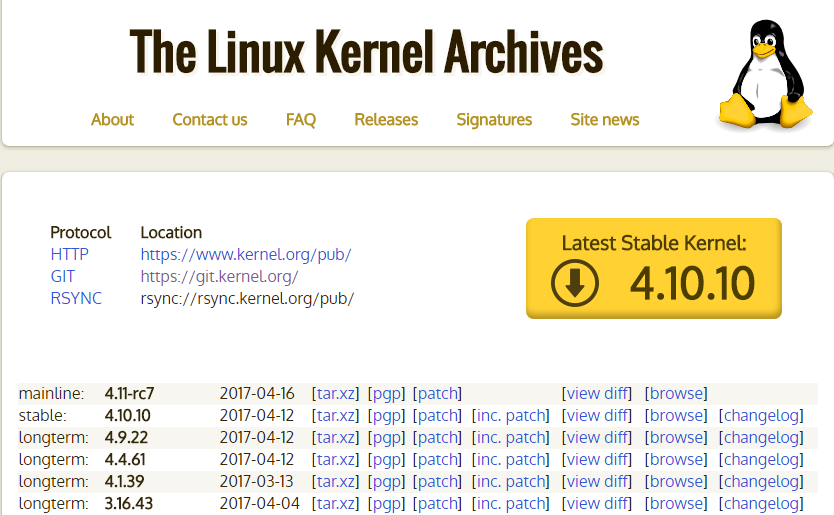 The Linux Kernel Archives
About Contact us FAQ Releases Signatures Site news
Protocol Location
HTTP https://www.kernel.org/pub/
GIT https://git.kernel.org/
RSYNC rsync://rsync.kernel.org/pub/
Latest Stable Kernel:
4.10.10
mainline: 4.11-rc7 2017-04-16 [tar.xz] [pgp] [patch] [view diff] [browse]
stable: 4.10.10 2017-04-12 [tar.xz] [pgp] [patch] [inc. patch] [view diff] [browse] [changelog]
longterm: 4.9.22 2017-04-12 [tar.xz] [pgp] [patch] [inc. patch] [view diff] [browse] [changelog]
longterm: 4.4.61 2017-04-12 [tar.xz] [pgp] [patch] [inc. patch] [view diff] [browse] [changelog]
longterm: 4.1.39 2017-03-13 [tar.xz] [pgp] [patch] [inc. patch] [view diff] [browse] [changelog]
longterm: 3.16.43 2017-04-04 [tar.xz] [pgp] [patch] [inc. patch] [view diff] [browse] [changelog]